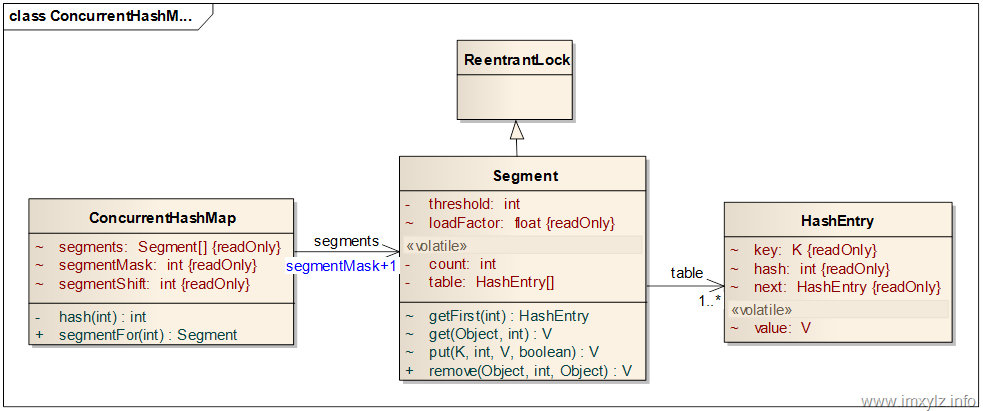 class ConcurrentHashM...
ReentrantLock
Segment
- threshold: int
~ loadFactor: float {readOnly}
«volatile»
- count: int
- table: HashEntry[]
~ getFirst(int) : HashEntry
~ get(Object, int) : V
~ put(K, int, V, boolean) : V
+ remove(Object, int, Object) : V
ConcurrentHashMap
~ segments: Segment[] {readOnly}
~ segmentMask: int {readOnly}
~ segmentShift: int {readOnly}
- hash(int) : int
+ segmentFor(int) : Segment
segments
segmentMask+1
table
1..*
HashEntry
~ key: K {readOnly}
~ hash: int {readOnly}
~ next: HashEntry {readOnly}
«volatile»
~ value: V
www.imxylz.info